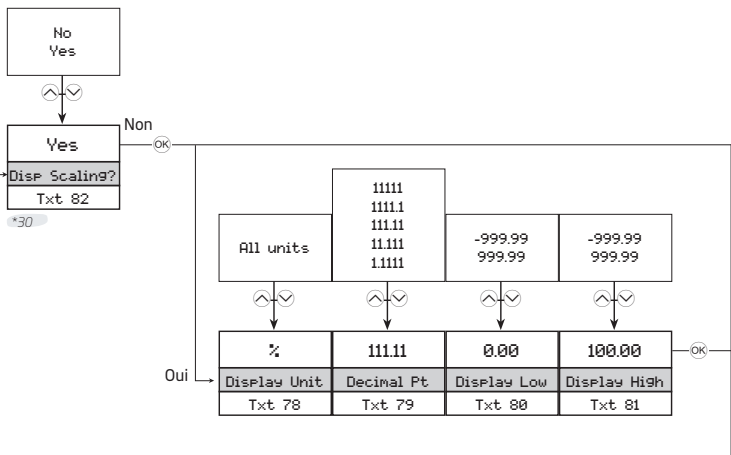 No
Yes
Non
Yes
OK
Disp Scaling?
Txt 82
*30
All units
11111
1111.1
111.11
11.111
1.1111
-999.99
999.99
-999.99
999.99
Oui
%
111.11
0.00
100.00
OK
Display Unit
Decimal Pt
Display Low
Display High
Txt 78
Txt 79
Txt 80
Txt 81